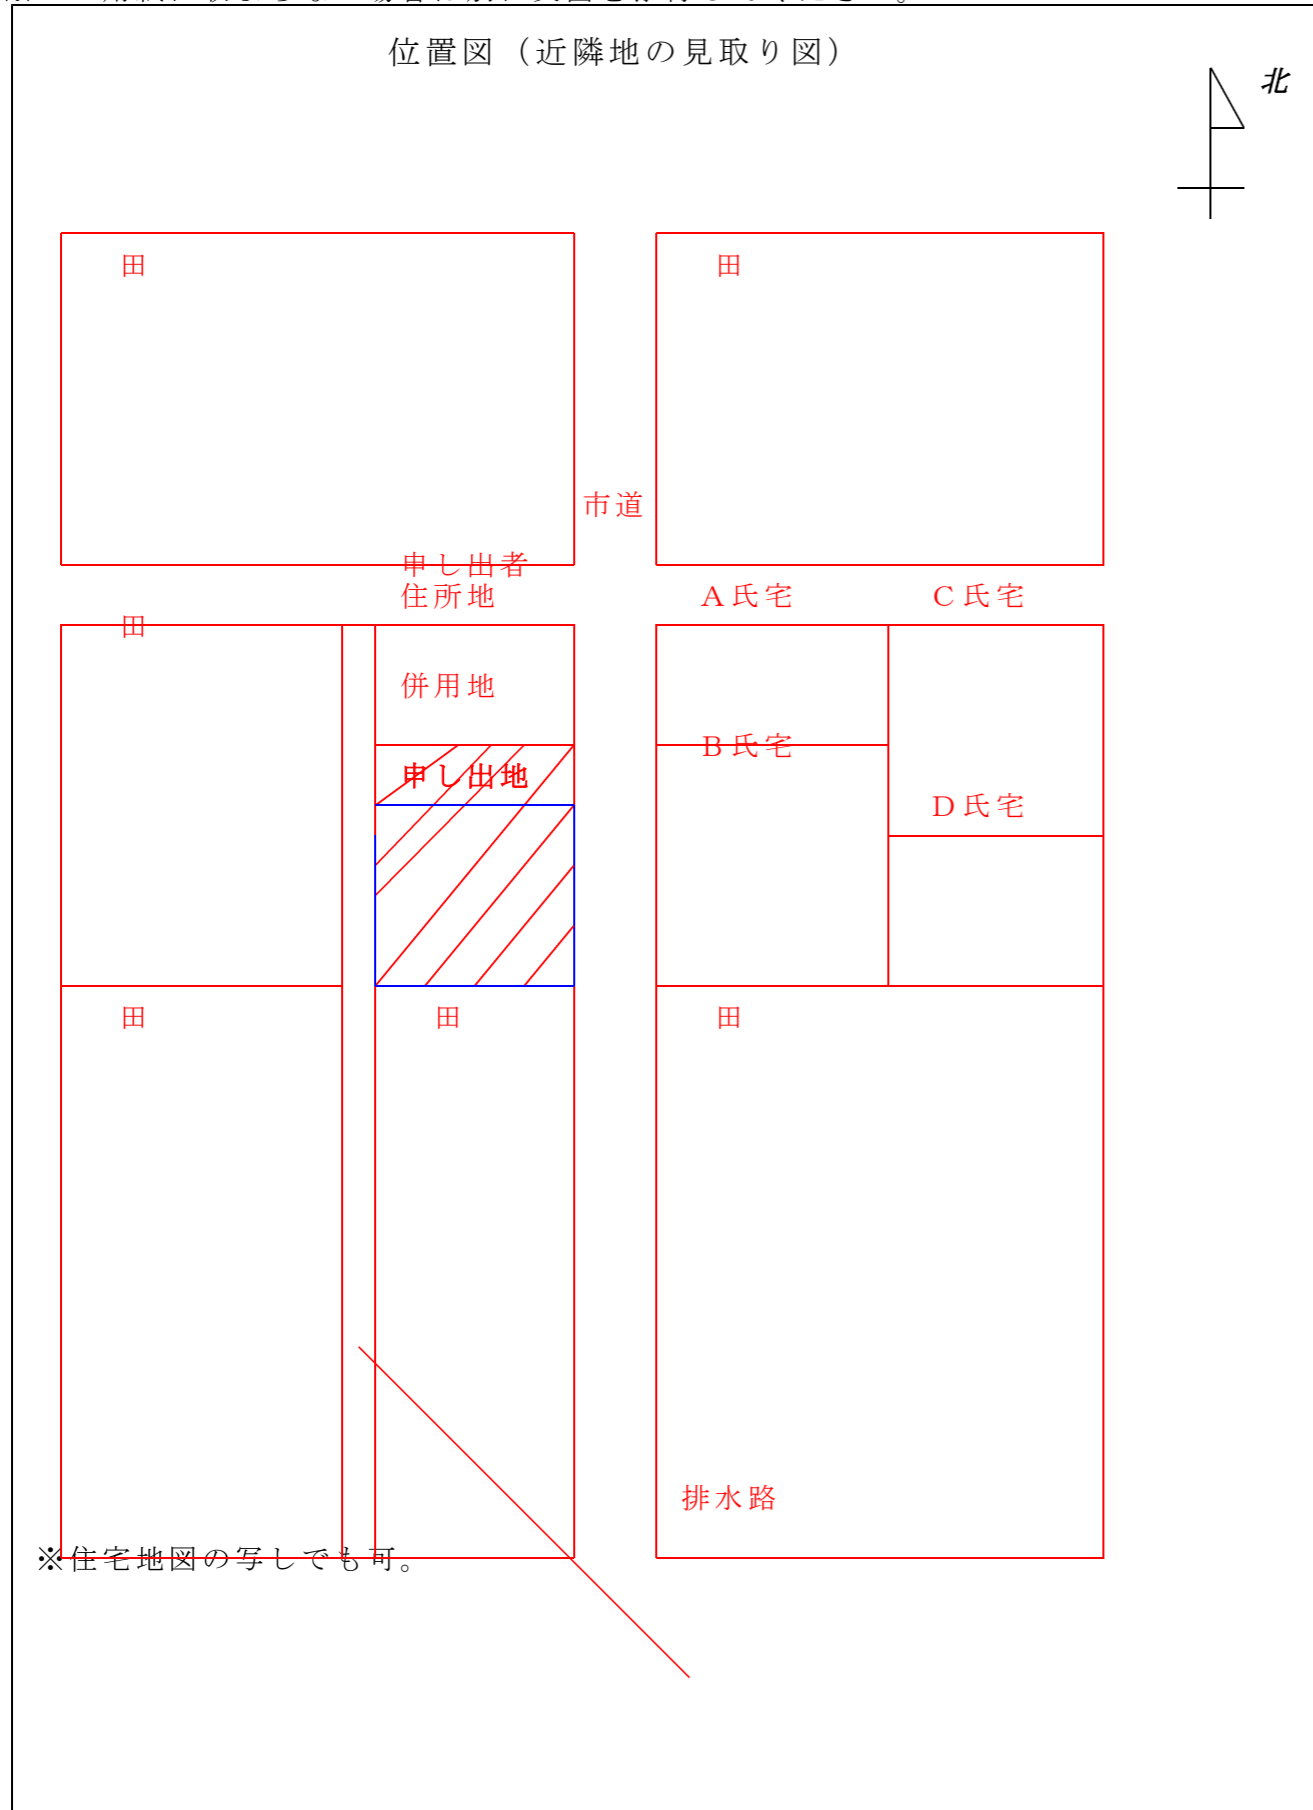 位置図（近隣地の見取り図）
北
田
田
市道
申し出者
住所地
A氏宅
C氏宅
田
併用地
B氏宅
申し出地
D氏宅
田
田
田
排水路
※住宅地図の写しでも可。